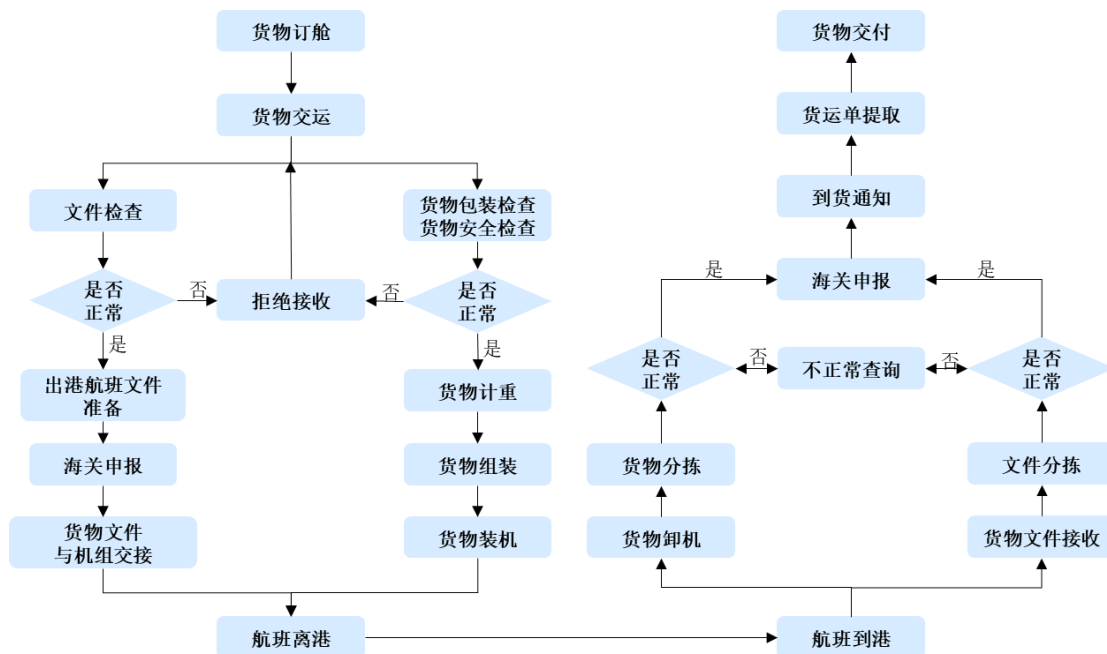 货物订舱
货物交运
文件检查
货物包装检查
货物安全检查
是否
正常
否
拒绝接收
否
是否
正常
是
是
出港航班文件
准备
货物计重
海关申报
货物组装
货物文件
与机组交接
货物装机
航班离港
货物交付
货运单提取
到货通知
是
海关申报
是
是否
正常
否
不正常查询
否
是否
正常
货物分拣
文件分拣
货物卸机
货物文件接收
航班到港